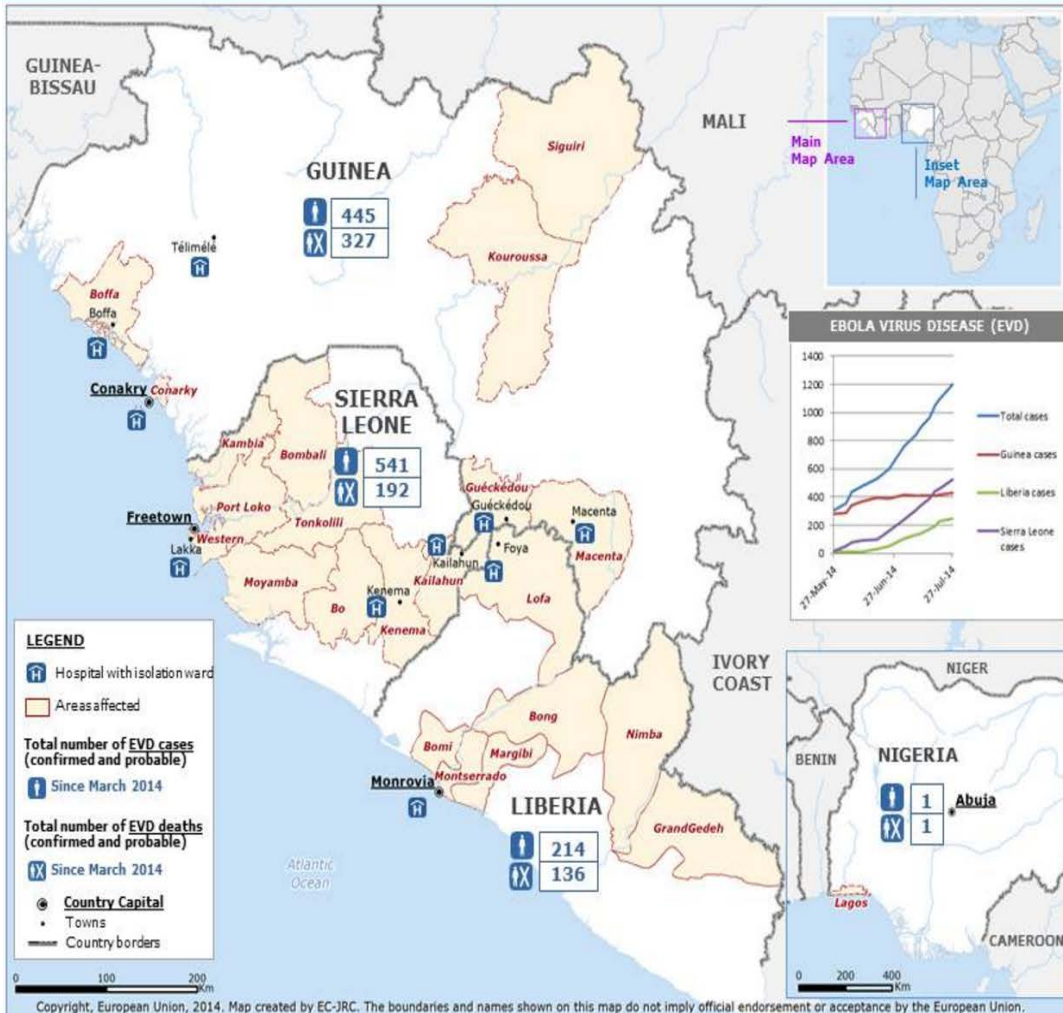 GUINEA-
BISSAU
MALI
Main
Map Area
Inset
Map Area
Siguiri
GUINEA
445
327
Télimélé
Kouroussa
Boffa
Boffa
EBOLA VIRUS DISEASE (EVD)
1400
1200
1000
800
600
400
200
0
27-May-14
27-Jun-14
27-Jul-14
Total cases
Guinea cases
Liberia cases
Sierra Leone
cases
Conakry
Conarky
SIERRA
LEONE
541
192
Kambia
Bombali
Port Loko
Tonkolili
Freetown
Western
Lakka
Guéckédou
Guéckédou
Macenta
Macenta
Kailahun
Kailahun
Foya
Moyamba
Bo
Kenema
Kenema
Lofa
IVORY
COAST
Bong
Nimba
Bomi
Margibi
Montserrado
Monrovia
LIBERIA
214
136
GrandGedeh
Atlantic
Ocean
LEGEND
Hospital with isolation ward
Areas affected
Total number of EVD cases
(confirmed and probable)
Since March 2014
Total number of EVD deaths
(confirmed and probable)
Since March 2014
Country Capital
Towns
Country borders
0 100 200
Km
NIGER
BENIN
NIGERIA
1
1
Abuja
Lagos
CAMEROON
0 200 400
Km
Copyright, European Union, 2014. Map created by EC-JRC. The boundaries and names shown on this map do not imply official endorsement or acceptance by the European Union.